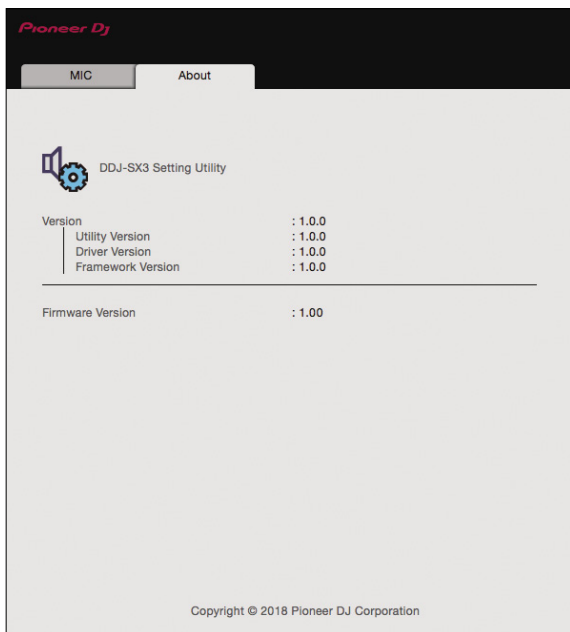 Pioneer Dj
MIC
About
DDJ-SX3 Setting Utility
Version : 1.0.0
Utility Version : 1.0.0
Driver Version : 1.0.0
Framework Version : 1.0.0
Firmware Version : 1.00
Copyright © 2018 Pioneer DJ Corporation